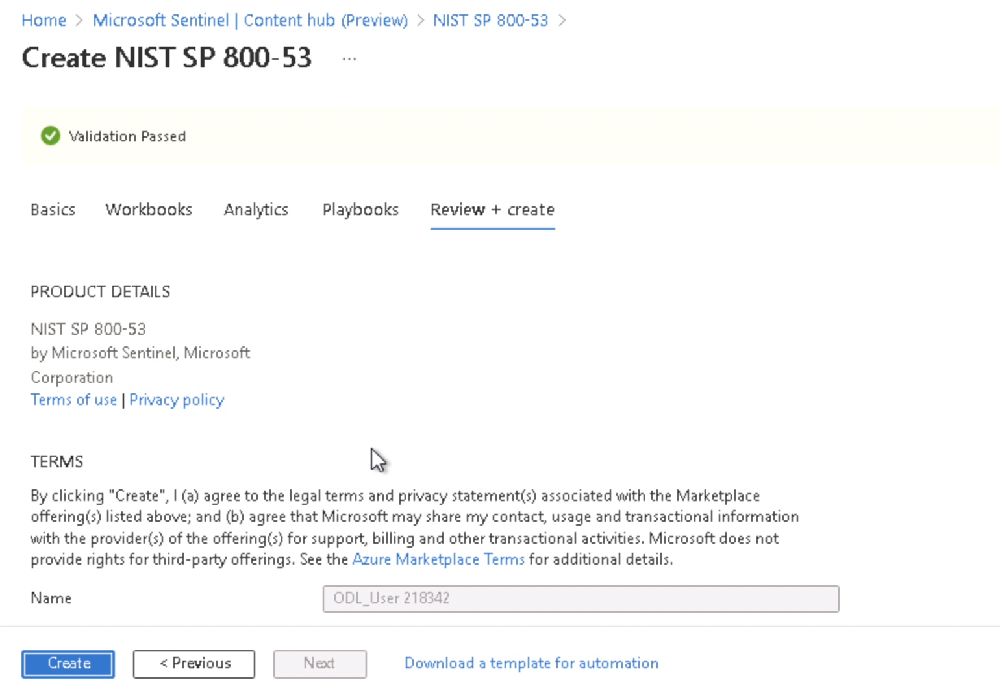 Home > Microsoft Sentinel | Content hub (Preview) > NIST SP 800-53 >
Create NIST SP 800-53 ...
Validation Passed
Basics Workbooks Analytics Playbooks Review + create
PRODUCT DETAILS
NIST SP 800-53
by Microsoft Sentinel, Microsoft
Corporation
Terms of use | Privacy policy
TERMS
By clicking "Create", I (a) agree to the legal terms and privacy statement(s) associated with the Marketplace
offering(s) listed above; and (b) agree that Microsoft may share my contact, usage and transactional information
with the provider(s) of the offering(s) for support, billing and other transactional activities. Microsoft does not
provide rights for third-party offerings. See the Azure Marketplace Terms for additional details.
Name ODL_User 218342
Create < Previous Next Download a template for automation